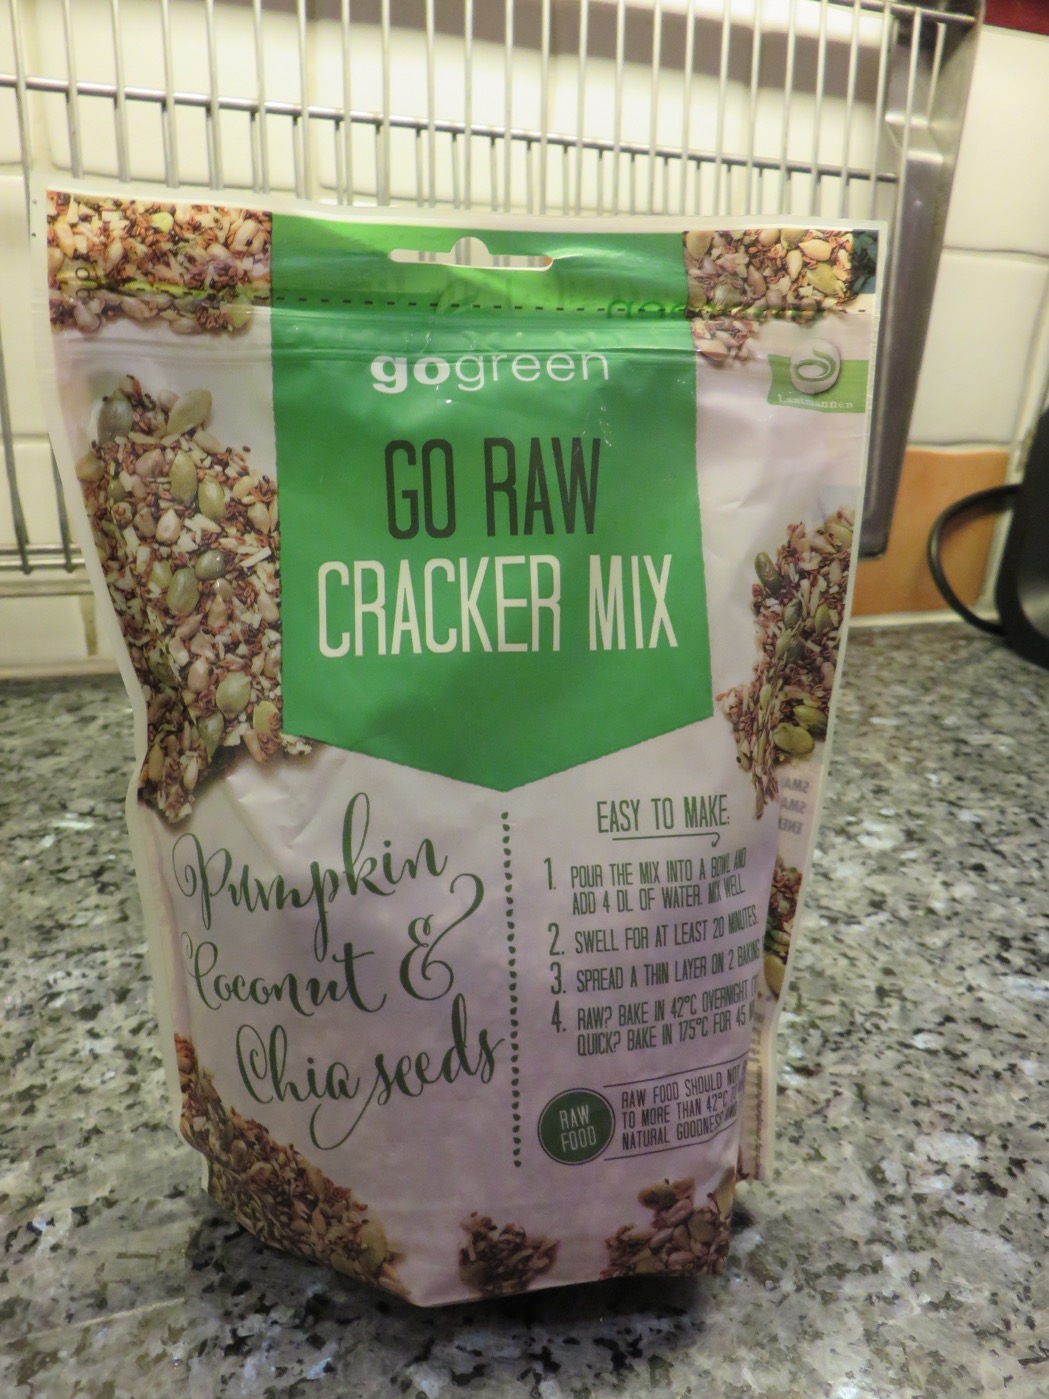 gogreen
Lantmännen
GO RAW
CRACKER MIX
Pumpkin
Coconut &
Chia seeds
EASY TO MAKE:
1. POUR THE MIX INTO A BOWL AND
ADD 4 DL OF WATER. MIX WELL.
2. SWELL FOR AT LEAST 20 MINUTES.
3. SPREAD A THIN LAYER ON 2 BAKING
4. RAW? BAKE IN 42°C OVERNIGHT
QUICK? BAKE IN 175°C FOR 45
RAW
FOOD
RAW FOOD SHOULD NOT
TO MORE THAN 42°C
NATURAL GOODNESS